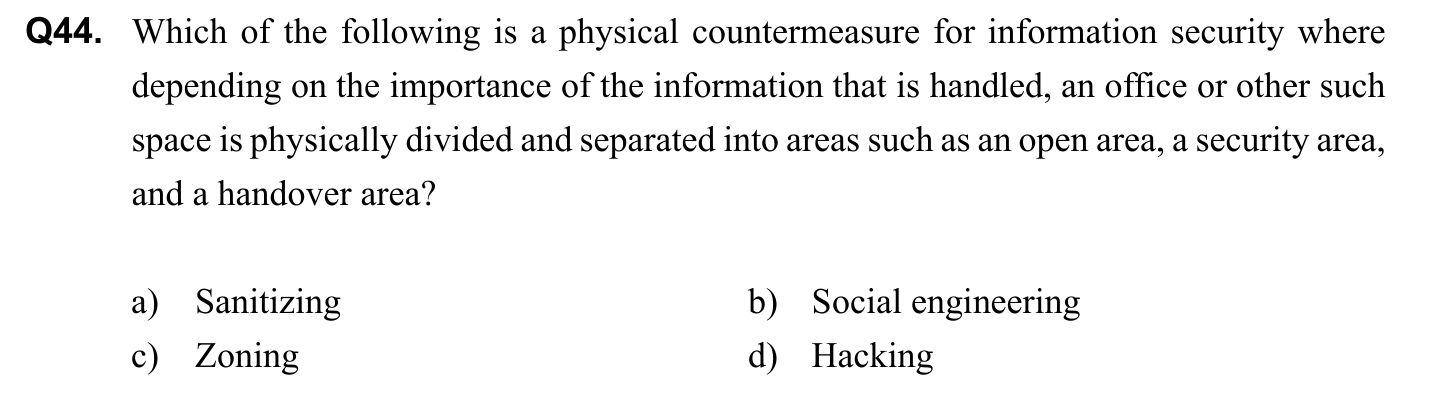 Q44. Which of the following is a physical countermeasure for information security where
depending on the importance of the information that is handled, an office or other such
space is physically divided and separated into areas such as an open area, a security area,
and a handover area?
a) Sanitizing b) Social engineering
c) Zoning d) Hacking